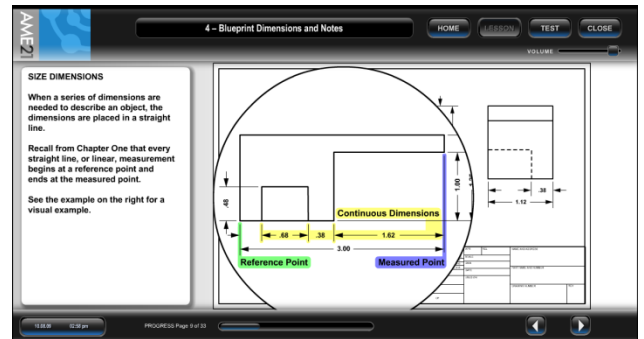 AME21
4 – Blueprint Dimensions and Notes
HOME
LESSON
TEST
CLOSE
VOLUME
SIZE DIMENSIONS
When a series of dimensions are
needed to describe an object, the
dimensions are placed in a straight
line.
Recall from Chapter One that every
straight line, or linear, measurement
begins at a reference point and
ends at the measured point.
See the example on the right for a
visual example.
.48
1.00
Continuous Dimensions
.68
.38
1.62
3.00
Reference Point
Measured Point
.38
1.12
PROGRESS Page 9 of 33